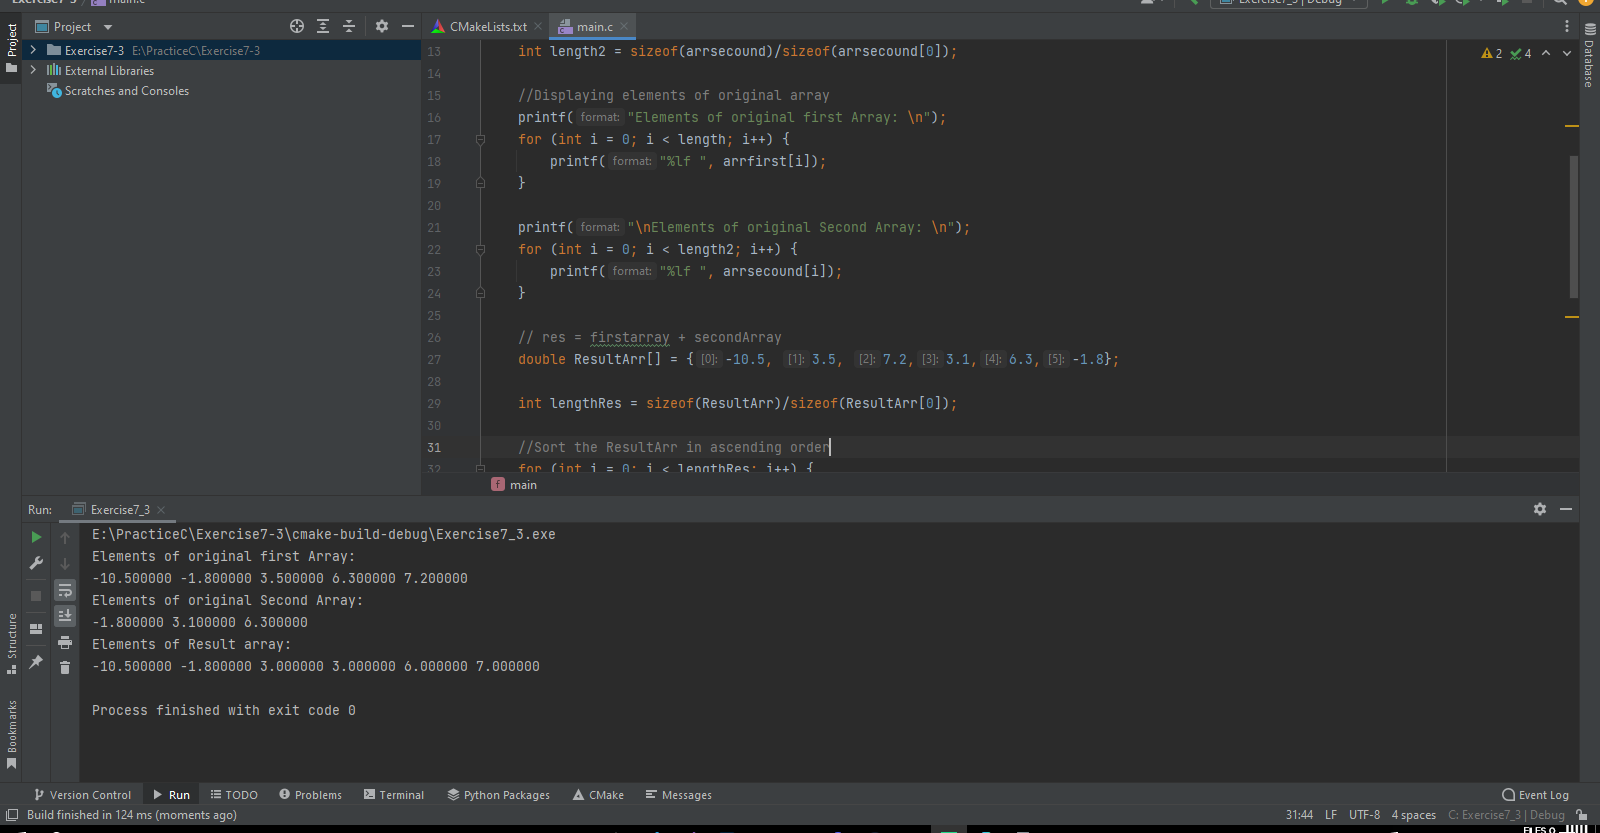 Exercise7-3 main.c
Exercise7_3 | Debug
Project
CMakeLists.txt
main.c
Project
Exercise7-3 E:\PracticeC\Exercise7-3
External Libraries
Scratches and Consoles
13 int length2 = sizeof(arrsecound)/sizeof(arrsecound[0]);
14
15 //Displaying elements of original array
16 printf( format: "Elements of original first Array: \n");
17 for (int i = 0; i < length; i++) {
18 printf( format: "%lf ", arrfirst[i]);
19 }
20
21 printf( format: "\nElements of original Second Array: \n");
22 for (int i = 0; i < length2; i++) {
23 printf( format: "%lf ", arrsecound[i]);
24 }
25
26 // res = firstarray + secondArray
27 double ResultArr[] = { [0]: -10.5, [1]: 3.5, [2]: 7.2, [3]: 3.1, [4]: 6.3, [5]: -1.8};
28
29 int lengthRes = sizeof(ResultArr)/sizeof(ResultArr[0]);
30
31 //Sort the ResultArr in ascending order
32 for (int i = 0; i < lengthRes; i++) {
2 4
Database
f main
Run: Exercise7_3
E:\PracticeC\Exercise7-3\cmake-build-debug\Exercise7_3.exe
Elements of original first Array:
-10.500000 -1.800000 3.500000 6.300000 7.200000
Elements of original Second Array:
-1.800000 3.100000 6.300000
Elements of Result array:
-10.500000 -1.800000 3.000000 3.000000 6.000000 7.000000
Process finished with exit code 0
Structure
Bookmarks
Version Control Run TODO Problems Terminal Python Packages CMake Messages Event Log
Build finished in 124 ms (moments ago) 31:44 LF UTF-8 4 spaces C: Exercise7_3 | Debug